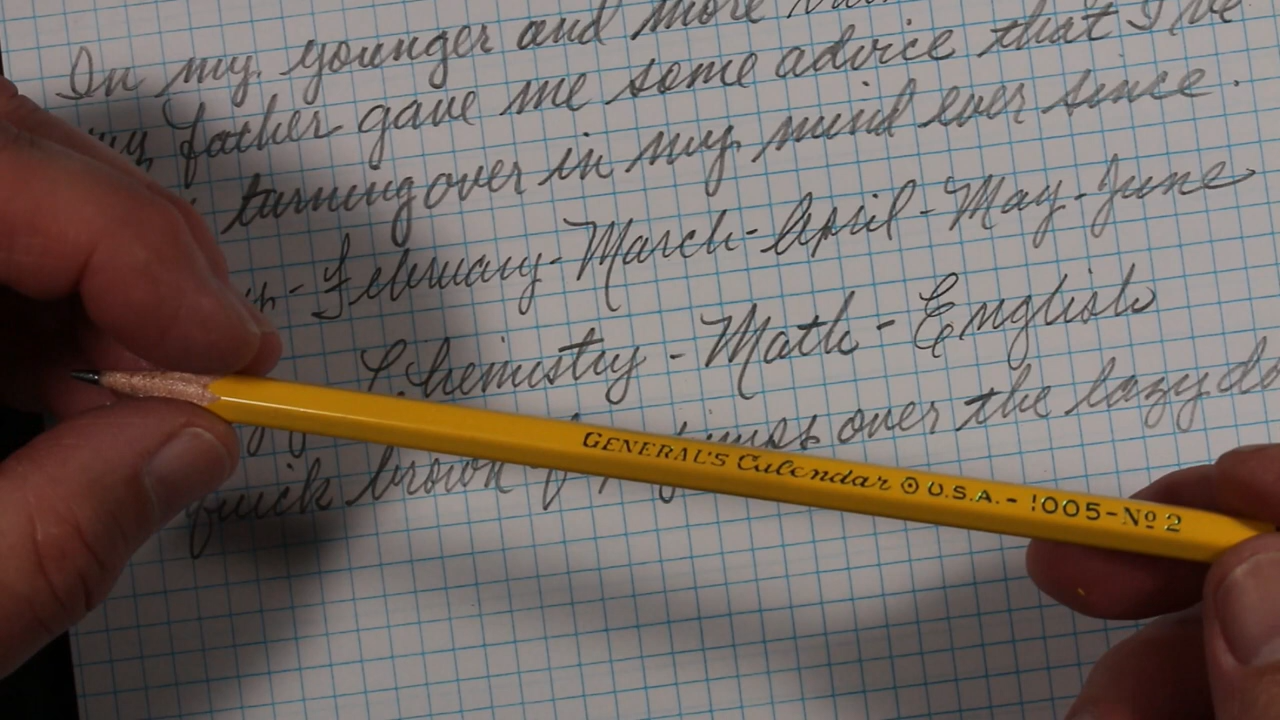 In my younger and more
my father gave me some advice that I've
turning over in my mind ever since.
- February - March - April - May - June
Chemistry - Math - English
jumps over the lazy do
quick brown
GENERAL'S Calendar ⊙ U.S.A. - 1005 - Nº 2